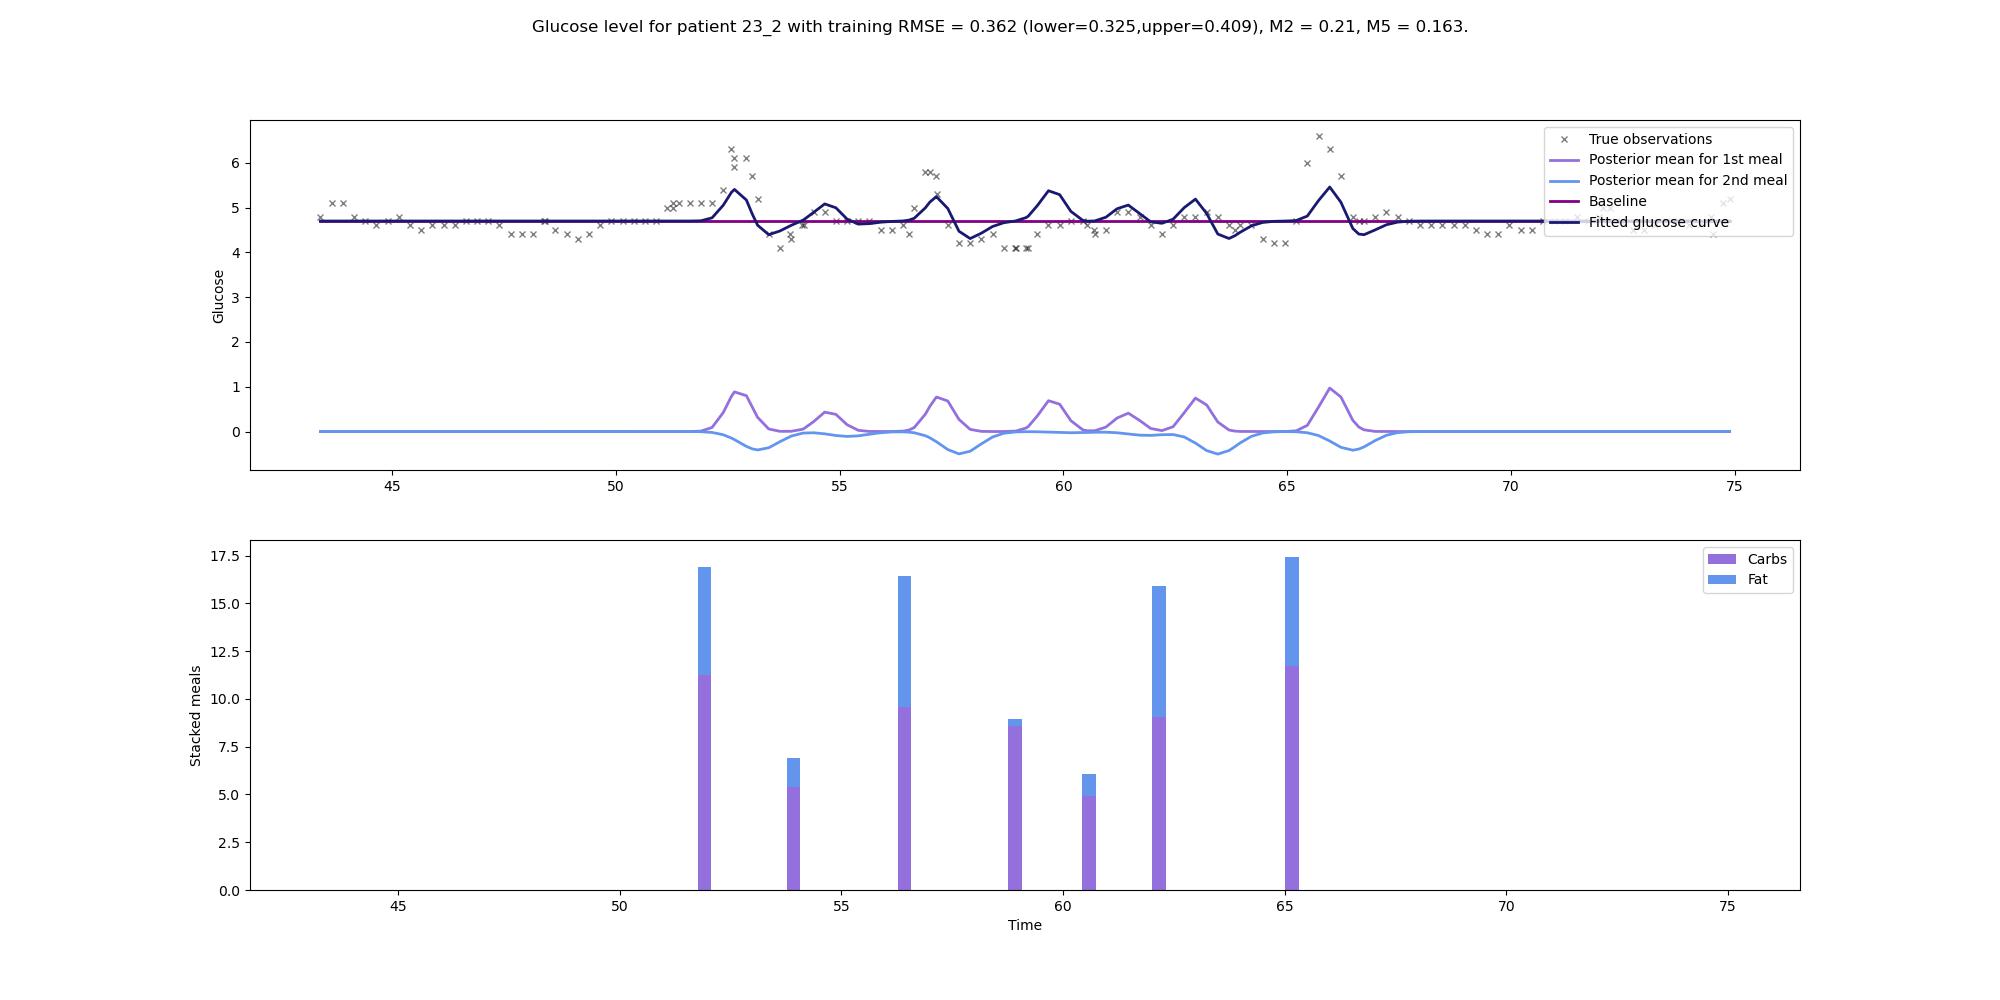 Glucose level for patient 23_2 with training RMSE = 0.362 (lower=0.325,upper=0.409), M2 = 0.21, M5 = 0.163.
True observations
Posterior mean for 1st meal
Posterior mean for 2nd meal
Baseline
Fitted glucose curve
Glucose
6
5
4
3
2
1
0
45 50 55 60 65 70 75
Carbs
Fat
Stacked meals
17.5
15.0
12.5
10.0
7.5
5.0
2.5
0.0
45 50 55 60 65 70 75
Time